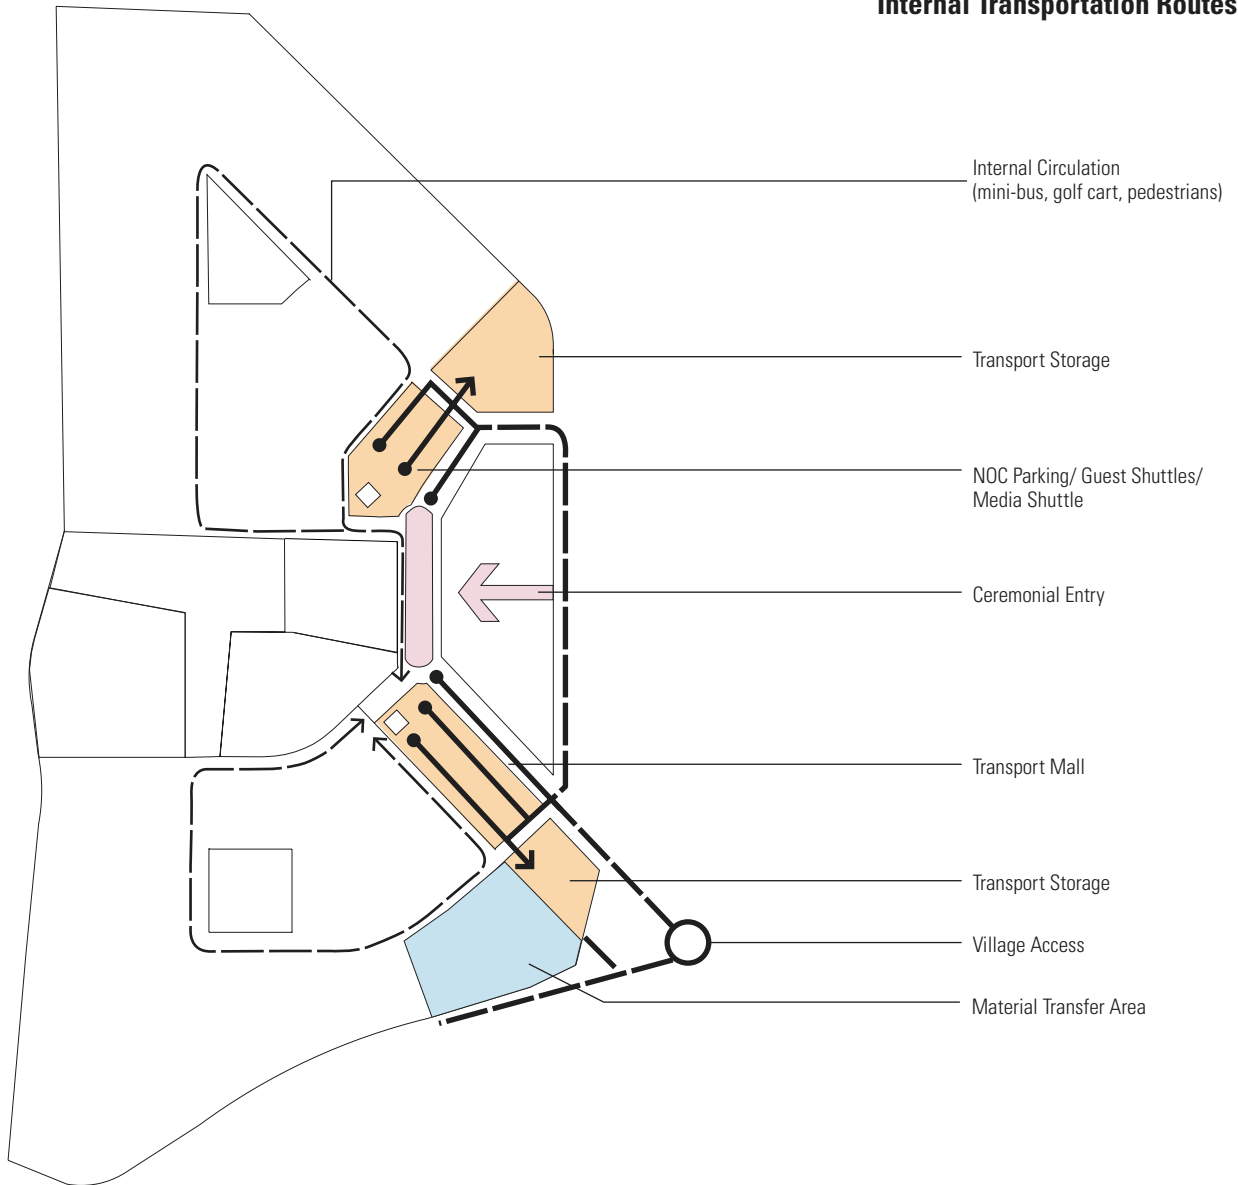 Internal Transportation Routes
Internal Circulation
(mini-bus, golf cart, pedestrians)
Transport Storage
NOC Parking/ Guest Shuttles/
Media Shuttle
Ceremonial Entry
Transport Mall
Transport Storage
Village Access
Material Transfer Area